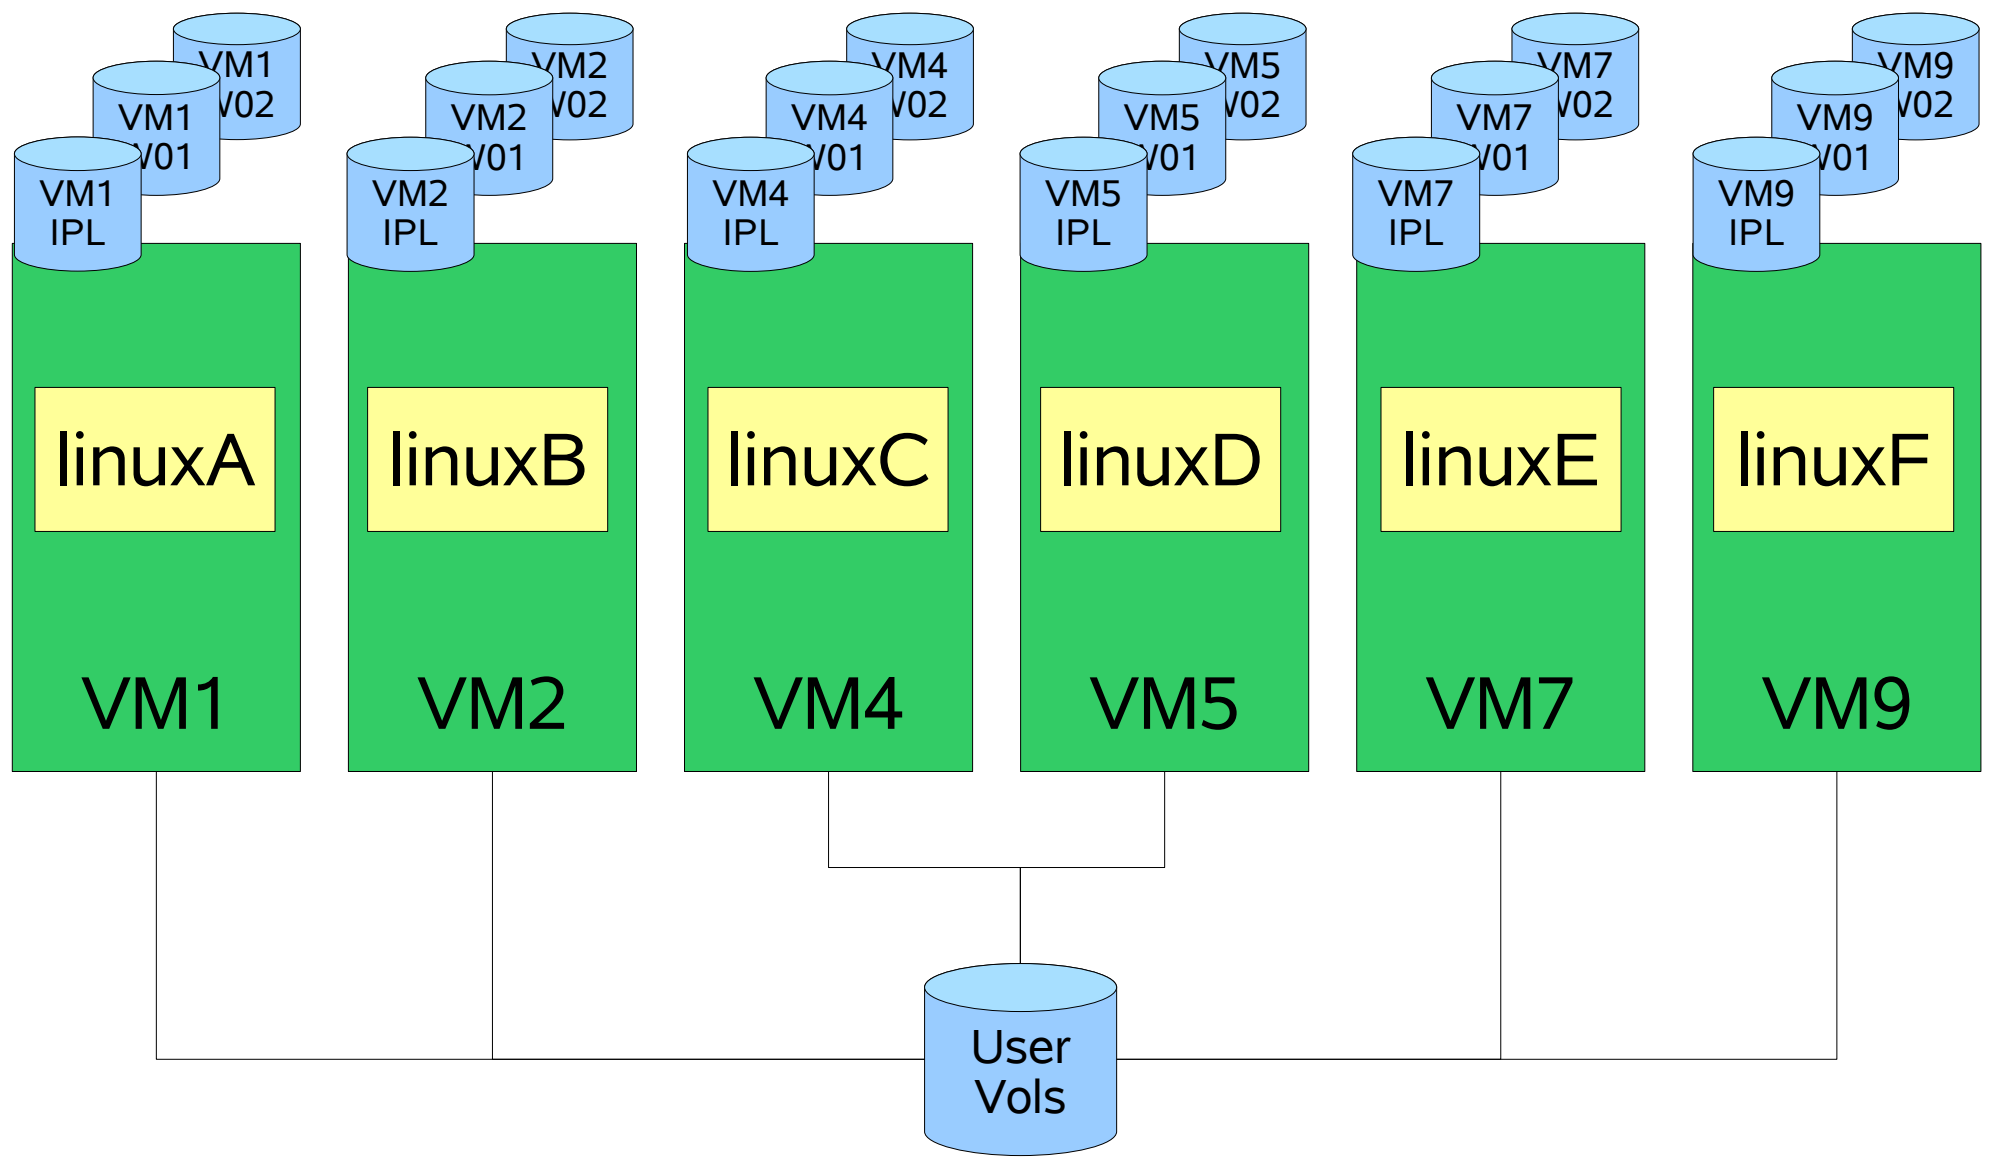 VM1
W02
VM1
W01
VM1
IPL
VM2
W02
VM2
W01
VM2
IPL
VM4
W02
VM4
W01
VM4
IPL
VM5
W02
VM5
W01
VM5
IPL
VM7
W02
VM7
W01
VM7
IPL
VM9
W02
VM9
W01
VM9
IPL
linuxA
linuxB
linuxC
linuxD
linuxE
linuxF
VM1
VM2
VM4
VM5
VM7
VM9
User
Vols